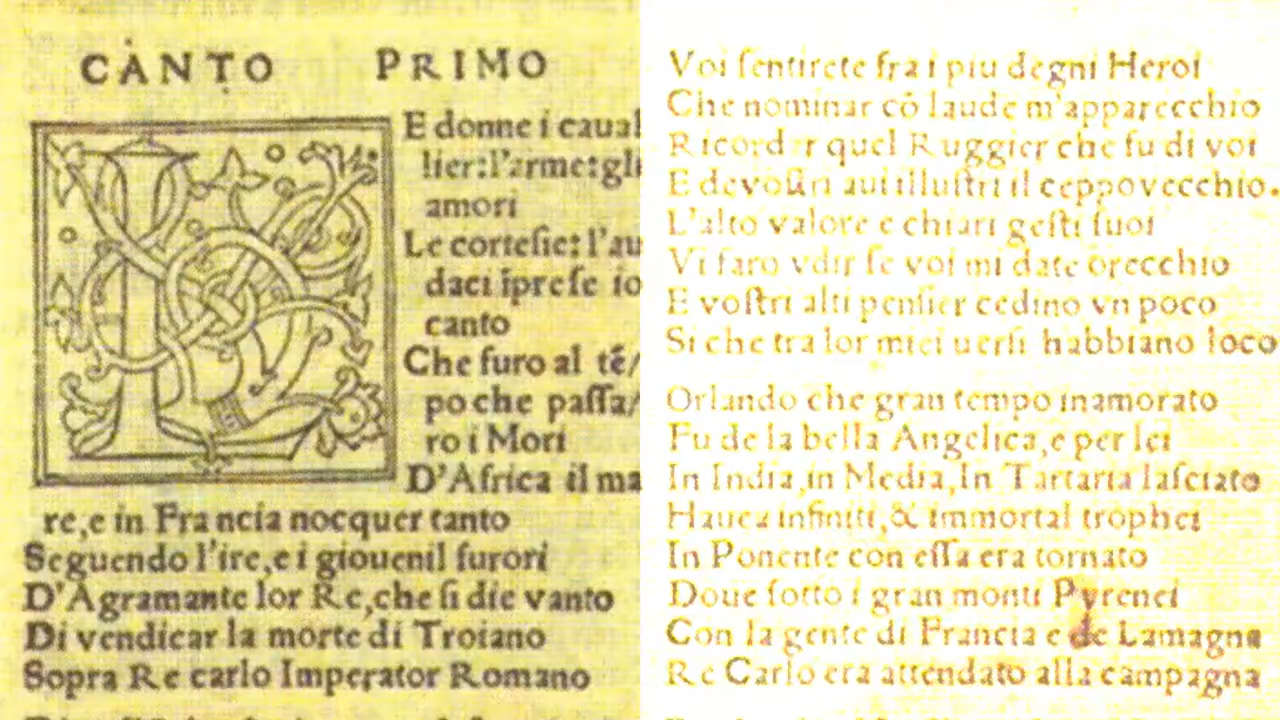 CANTO PRIMO
LE donne i caual
lier:l'arme:gli
amori
Le cortesie:l'au
daci iprese io
canto
Che furo al tẽ/
po che passa/
ro i Mori
D'Africa il ma
re,e in Francia nocquer tanto
Seguendo l'ire,e i giouenil furori
D'Agramante lor Re,che si die vanto
Di vendicar la morte di Troiano
Sopra Re carlo Imperator Romano
Voi sentirete fra i piu degni Heroi
Che nominar cõ laude m'apparecchio
Ricordar quel Ruggier che fu di voi
E de vostri aui illustri il ceppo vecchio.
L'alto valore e chiari gesti suoi
Vi faro vdir se voi mi date orecchio
E vostri alti pensier cedino vn poco
Si che tra lor miei uersi habbiano loco
Orlando che gran tempo inamorato
Fu de la bella Angelica,e per lei
In India,in Media,In Tartaria lasciato
Hauea infiniti,& immortal trophei
In Ponente con essa era tornato
Doue sotto i gran monti Pyrenei
Con la gente di Francia e de Lamagna
Re Carlo era attendato alla campagna